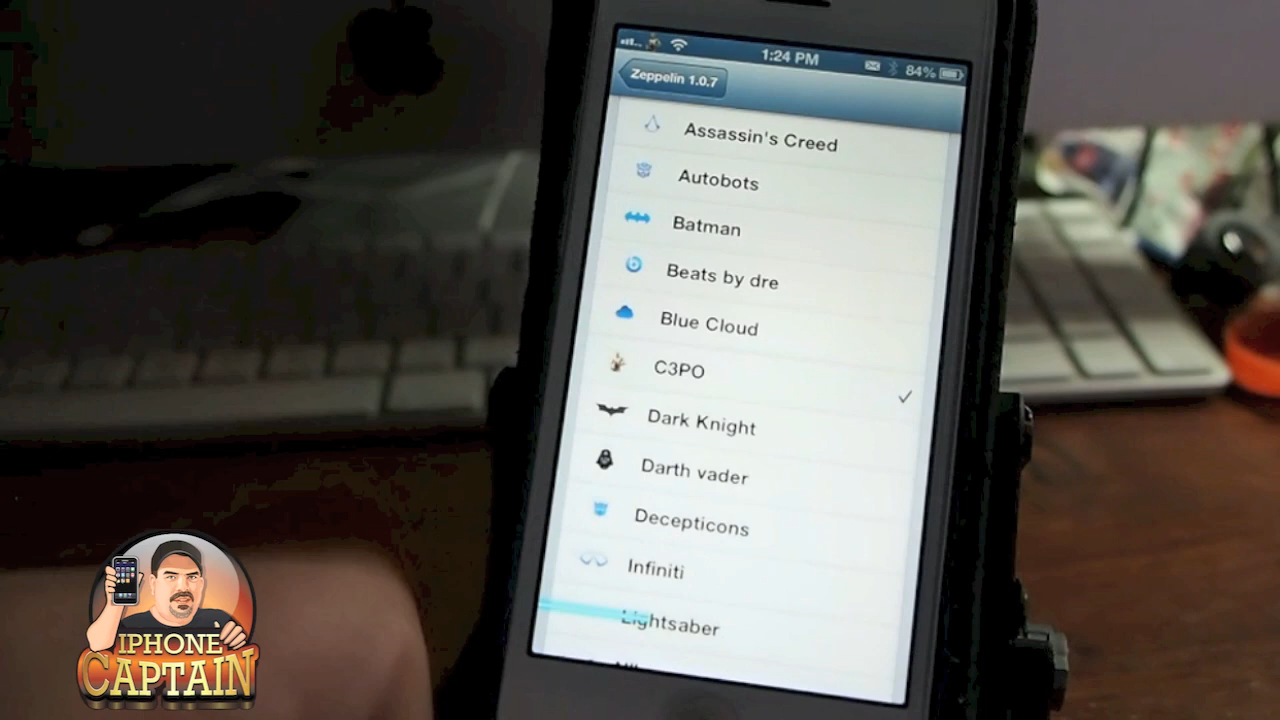 1:24 PM
84%
Zeppelin 1.0.7
Assassin's Creed
Autobots
Batman
Beats by dre
Blue Cloud
C3PO
Dark Knight
Darth vader
Decepticons
Infiniti
Lightsaber
IPHONE
CAPTAIN